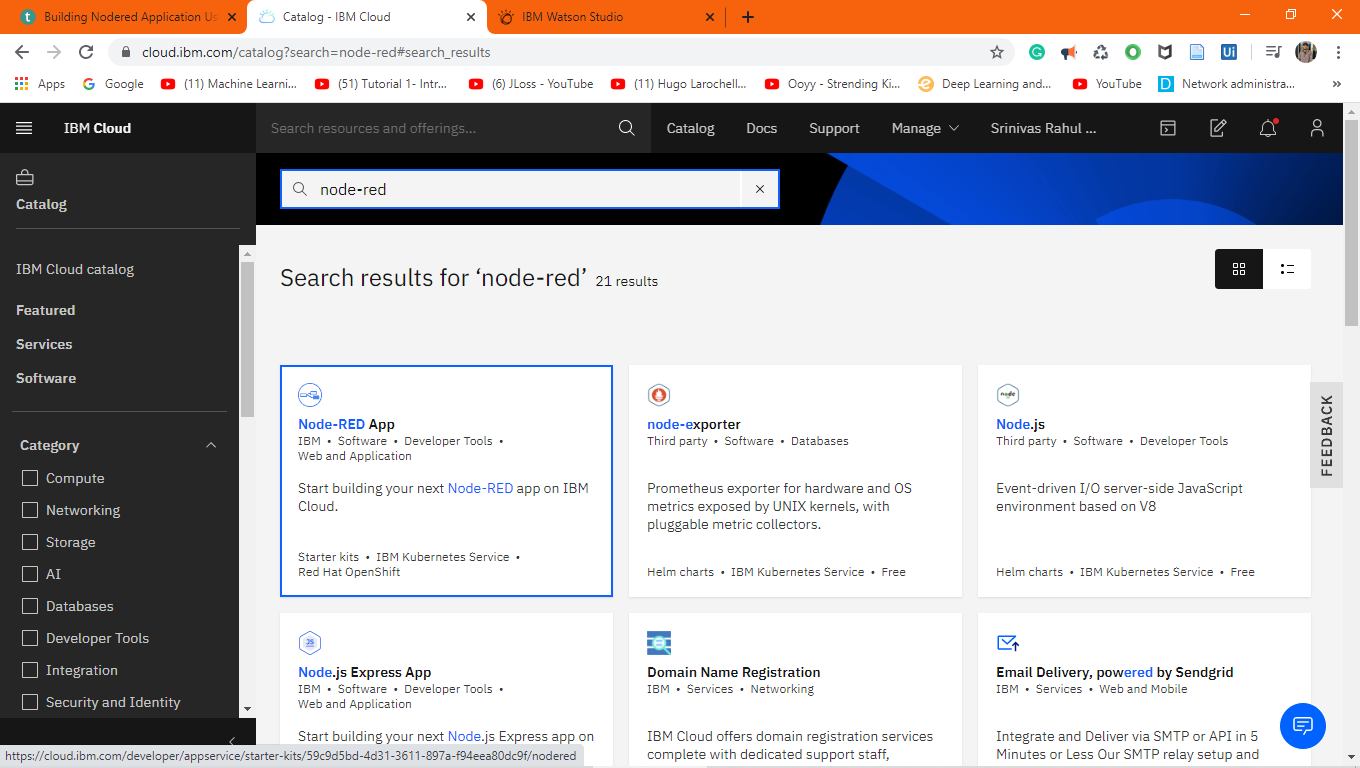 Building Nodered Application Us
Catalog - IBM Cloud
IBM Watson Studio
cloud.ibm.com/catalog?search=node-red#search_results
Apps
Google
(11) Machine Learni...
(51) Tutorial 1- Intr...
(6) JLoss - YouTube
(11) Hugo Larochell...
Ooyy - Strending Ki...
Deep Learning and...
YouTube
Network administra...
IBM Cloud
Search resources and offerings...
Catalog
Docs
Support
Manage
Srinivas Rahul ...
Catalog
IBM Cloud catalog
Featured
Services
Software
Category
Compute
Networking
Storage
AI
Databases
Developer Tools
Integration
Security and Identity
node-red
Search results for ‘node-red’ 21 results
Node-RED App
IBM • Software • Developer Tools •
Web and Application
Start building your next Node-RED app on IBM
Cloud.
Starter kits • IBM Kubernetes Service •
Red Hat OpenShift
node-exporter
Third party • Software • Databases
Prometheus exporter for hardware and OS
metrics exposed by UNIX kernels, with
pluggable metric collectors.
Helm charts • IBM Kubernetes Service • Free
node
Node.js
Third party • Software • Developer Tools
Event-driven I/O server-side JavaScript
environment based on V8
Helm charts • IBM Kubernetes Service • Free
JS
Node.js Express App
IBM • Software • Developer Tools •
Web and Application
Start building your next Node.js Express app on
Domain Name Registration
IBM • Services • Networking
IBM Cloud offers domain registration services
complete with dedicated support staff,
Email Delivery, powered by Sendgrid
IBM • Services • Web and Mobile
Integrate and Deliver via SMTP or API in 5
Minutes or Less Our SMTP relay setup and
FEEDBACK
https://cloud.ibm.com/developer/appservice/starter-kits/59c9d5bd-4d31-3611-897a-f94eea80dc9f/nodered